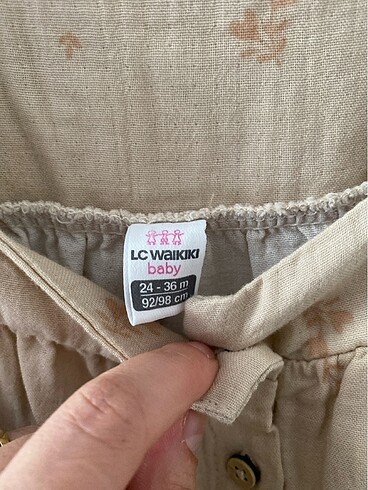 LC WAIKIKI
baby
24 - 36 m
92/98 cm